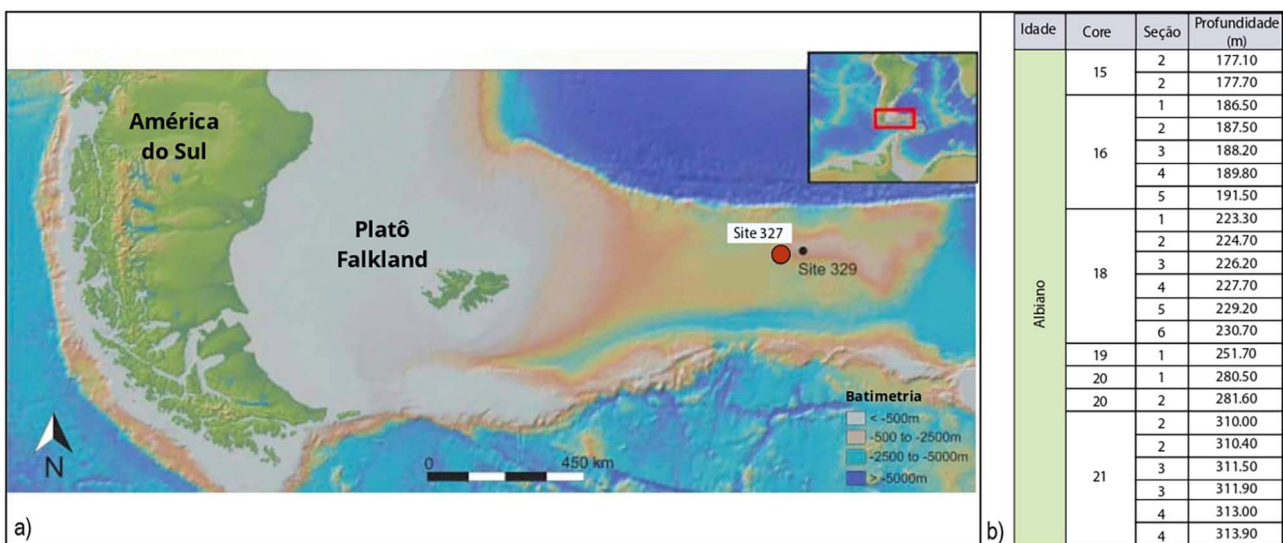 América
do Sul
Platô
Falkland
Site 327
Site 329
Batimetria
< -500m
-500 to -2500m
-2500 to -5000m
> -5000m
N
0 450 km
a)
b)
Idade Core Seção Profundidade
(m)
Albiano
15 2 177.10
2 177.70
16 1 186.50
2 187.50
3 188.20
4 189.80
5 191.50
18 1 223.30
2 224.70
3 226.20
4 227.70
5 229.20
6 230.70
19 1 251.70
20 1 280.50
20 2 281.60
21 2 310.00
2 310.40
3 311.50
3 311.90
4 313.00
4 313.90